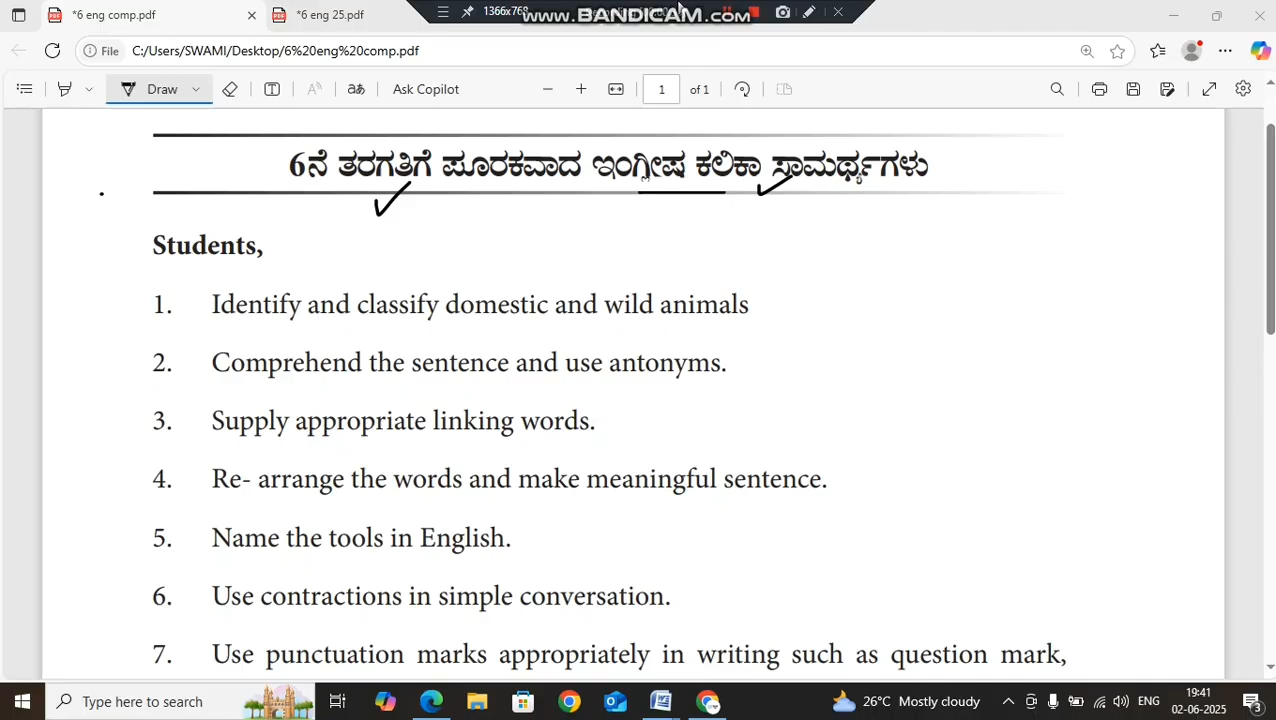 *6 eng comp.pdf
*6 eng 25.pdf
1366x768
www.BANDICAM.com
File
C:/Users/SWAMI/Desktop/6%20eng%20comp.pdf
Draw
Ask Copilot
1
of 1
6ನೆ ತರಗತಿಗೆ ಪೂರಕವಾದ ಇಂಗ್ಲೀಷ ಕಲಿಕಾ ಸಾಮರ್ಥ್ಯಗಳು
Students,
1. Identify and classify domestic and wild animals
2. Comprehend the sentence and use antonyms.
3. Supply appropriate linking words.
4. Re- arrange the words and make meaningful sentence.
5. Name the tools in English.
6. Use contractions in simple conversation.
7. Use punctuation marks appropriately in writing such as question mark,
Type here to search
26°C Mostly cloudy
ENG
19:41
02-06-2025
3